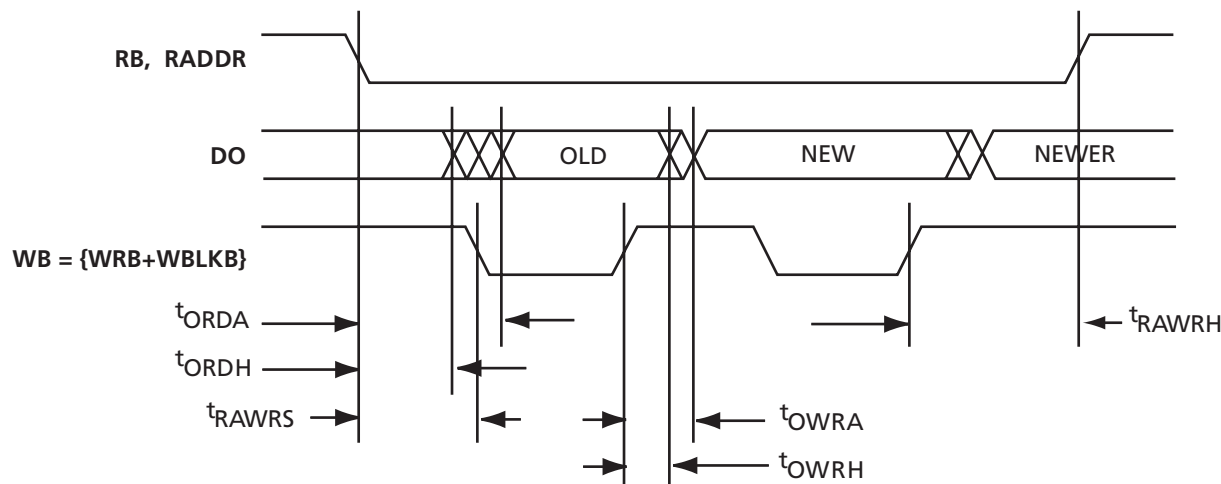 RB, RADDR
DO
OLD
NEW
NEWER
WB = {WRB+WBLKB}
tORDA
tRAWRH
tORDH
tRAWRS
tOWRA
tOWRH